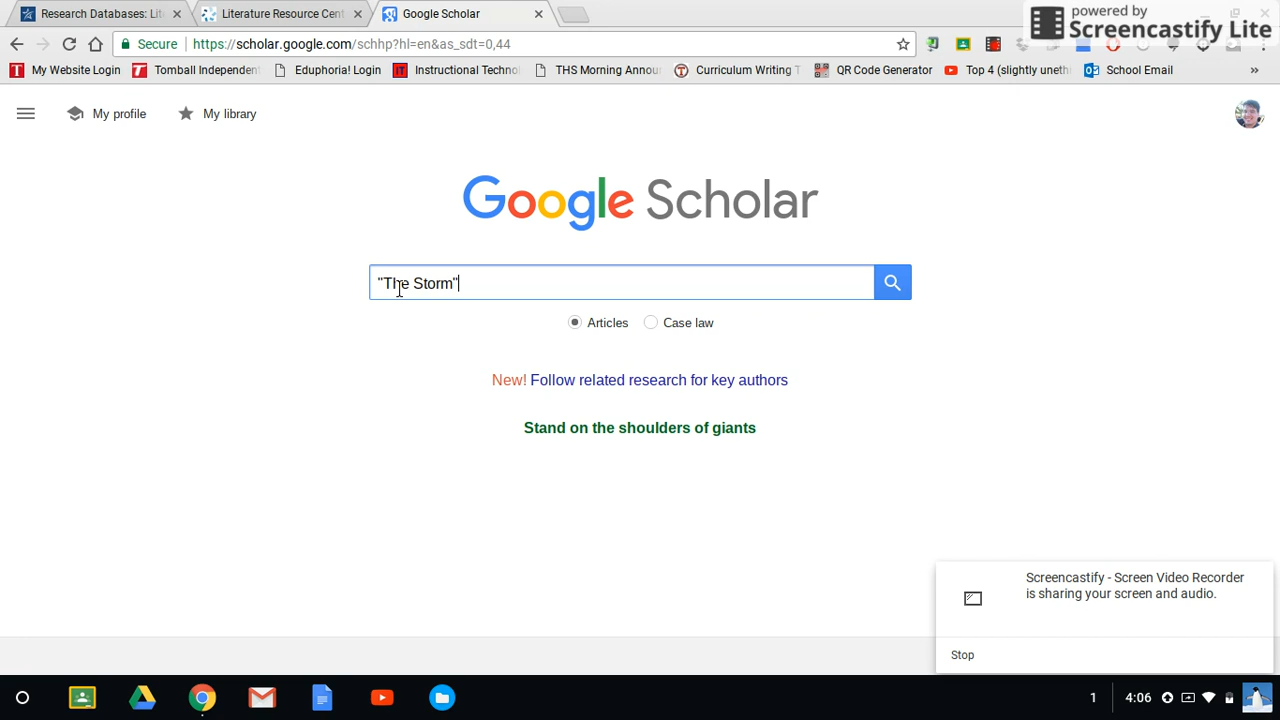 Research Databases: Lit
Literature Resource Cent
Google Scholar
powered by
Screencastify Lite
Secure
https://scholar.google.com/schhp?hl=en&as_sdt=0,44
My Website Login
Tomball Independen
Eduphoria! Login
Instructional Techno
THS Morning Annou
Curriculum Writing T
QR Code Generator
Top 4 (slightly uneth
School Email
»
My profile
My library
Google Scholar
"The Storm"
Articles
Case law
New! Follow related research for key authors
Stand on the shoulders of giants
Screencastify - Screen Video Recorder
is sharing your screen and audio.
Stop
1
4:06